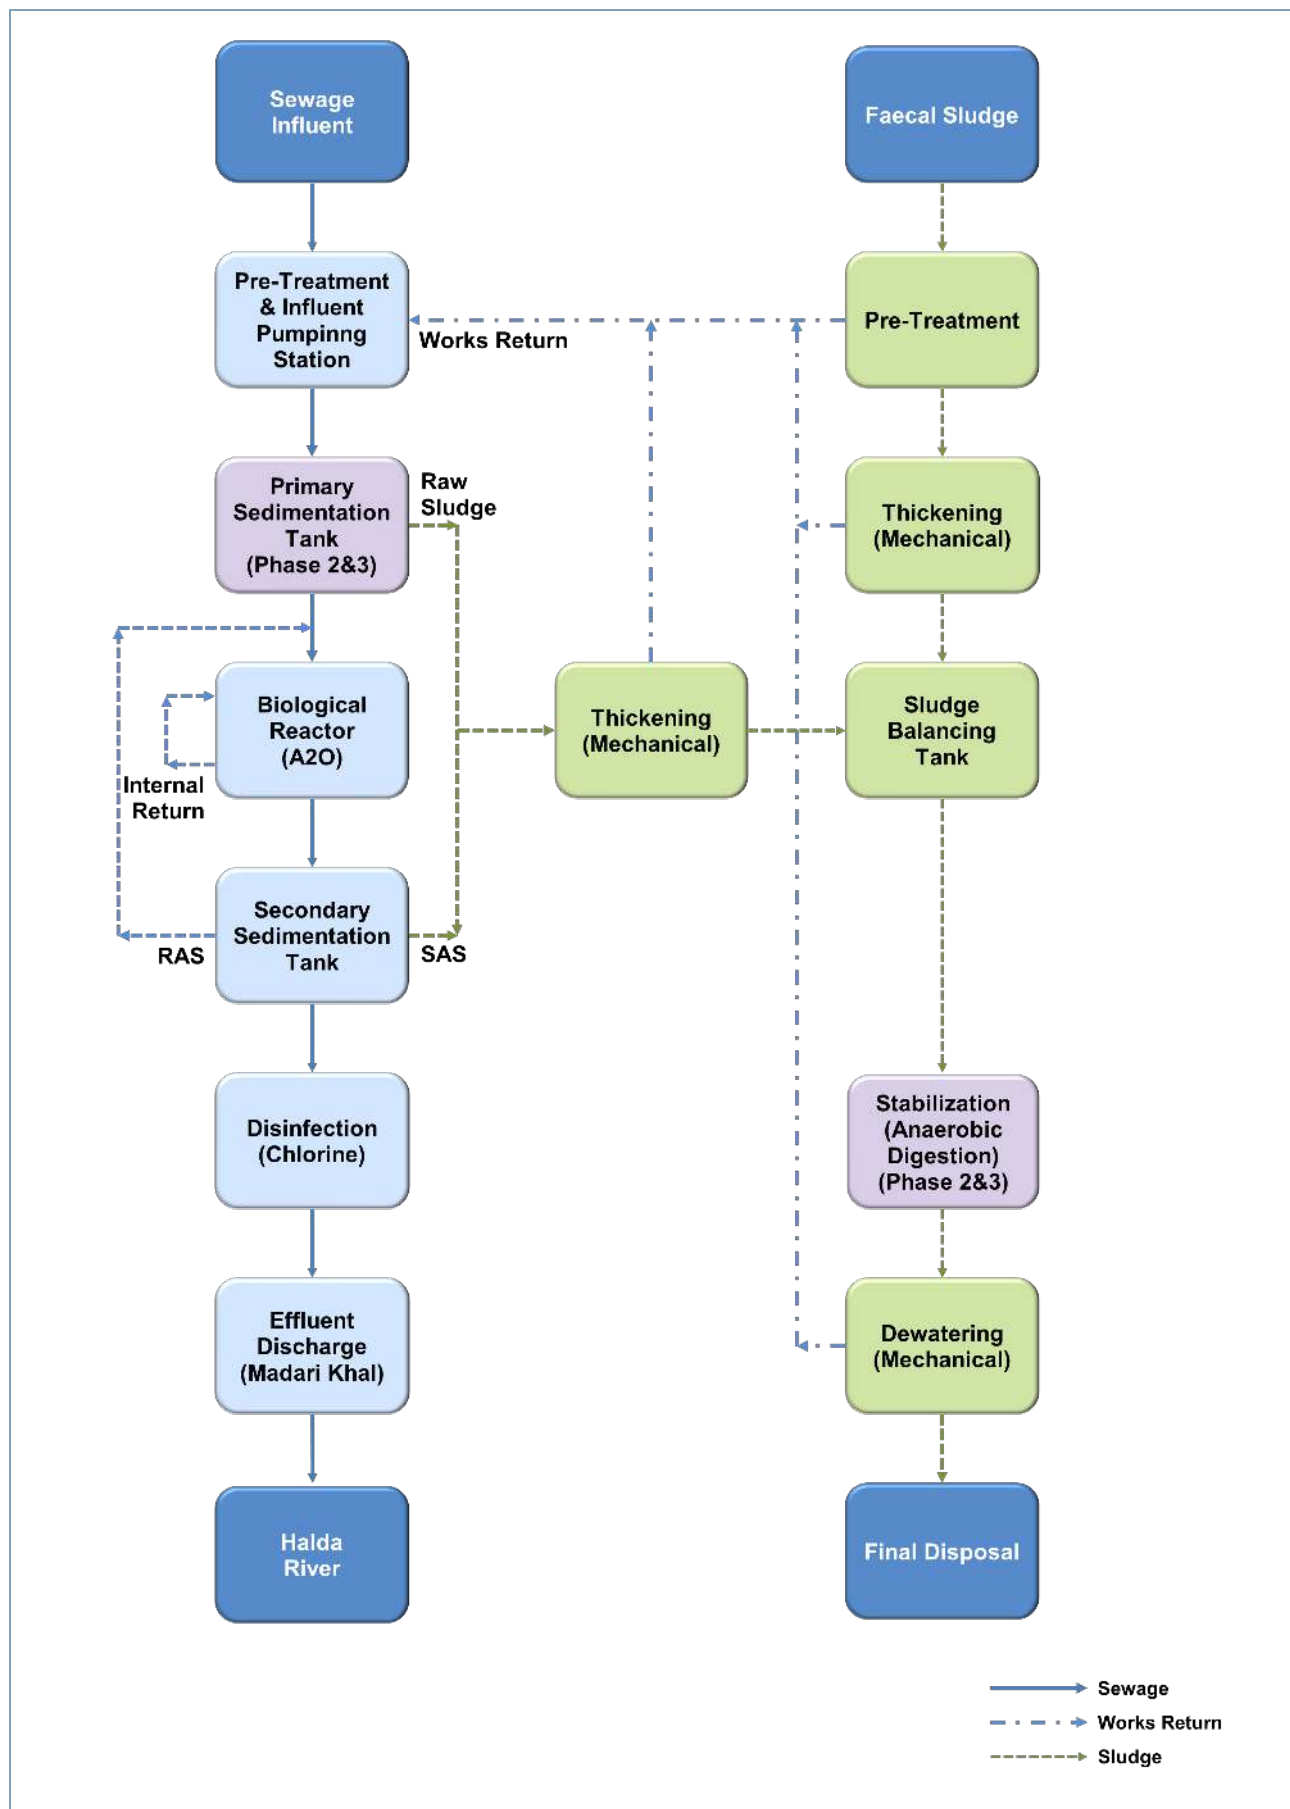 Sewage
Influent
Faecal Sludge
Pre-Treatment
& Influent
Pumpinng
Station
Works Return
Pre-Treatment
Primary
Sedimentation
Tank
(Phase 2&3)
Raw
Sludge
Thickening
(Mechanical)
Biological
Reactor
(A2O)
Internal
Return
Thickening
(Mechanical)
Sludge
Balancing
Tank
Secondary
Sedimentation
Tank
RAS
SAS
Disinfection
(Chlorine)
Stabilization
(Anaerobic
Digestion)
(Phase 2&3)
Effluent
Discharge
(Madari Khal)
Dewatering
(Mechanical)
Halda
River
Final Disposal
Sewage
Works Return
Sludge